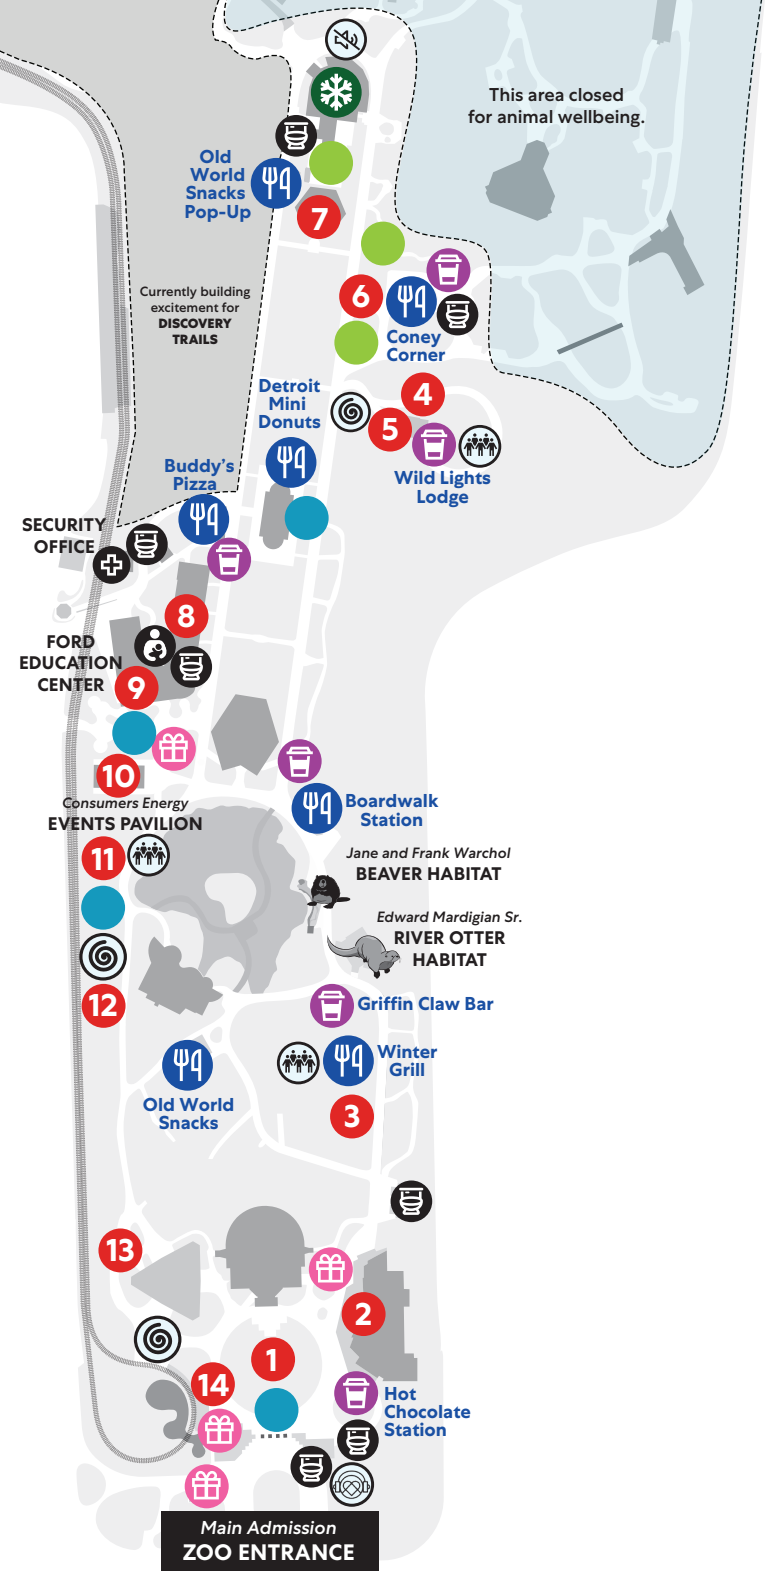 This area closed
for animal wellbeing.
Old
World
Snacks
Pop-Up
7
Currently building
excitement for
DISCOVERY
TRAILS
6
Coney
Corner
Detroit
Mini
Donuts
4
5
Wild Lights
Lodge
Buddy's
Pizza
SECURITY
OFFICE
8
FORD
EDUCATION
CENTER
9
10
Consumers Energy
EVENTS PAVILION
Boardwalk
Station
11
Jane and Frank Warchol
BEAVER HABITAT
Edward Mardigian Sr.
RIVER OTTER
HABITAT
12
Griffin Claw Bar
Winter
Grill
Old World
Snacks
3
13
2
1
14
Hot
Chocolate
Station
Main Admission
ZOO ENTRANCE